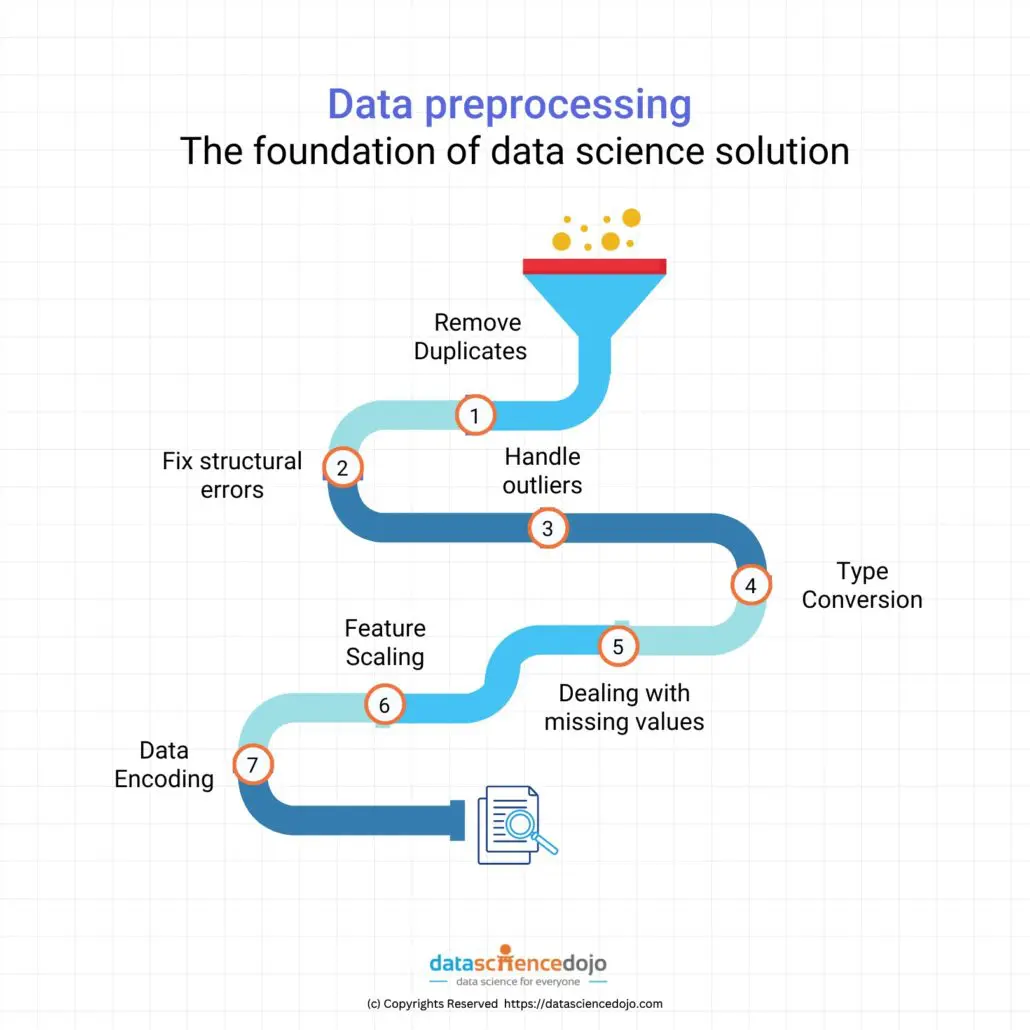 Data preprocessing
The foundation of data science solution
Remove
Duplicates
1
Fix structural
errors
2
Handle
outliers
3
4
Type
Conversion
Feature
Scaling
5
Dealing with
missing values
6
Data
Encoding
7
datasciencedojo
data science for everyone
(c) Copyrights Reserved https://datasciencedojo.com